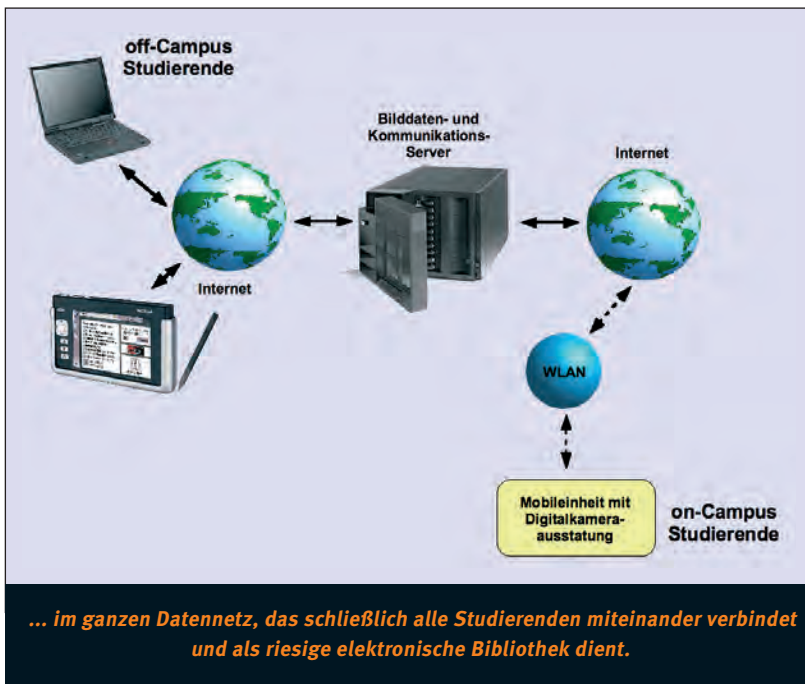 off-Campus
Studierende
Bilddaten- und
Kommunikations-
Server
Internet
Internet
WLAN
Mobileinheit mit
Digitalkamera-
ausstatung
on-Campus
Studierende
... im ganzen Datennetz, das schließlich alle Studierenden miteinander verbindet
und als riesige elektronische Bibliothek dient.